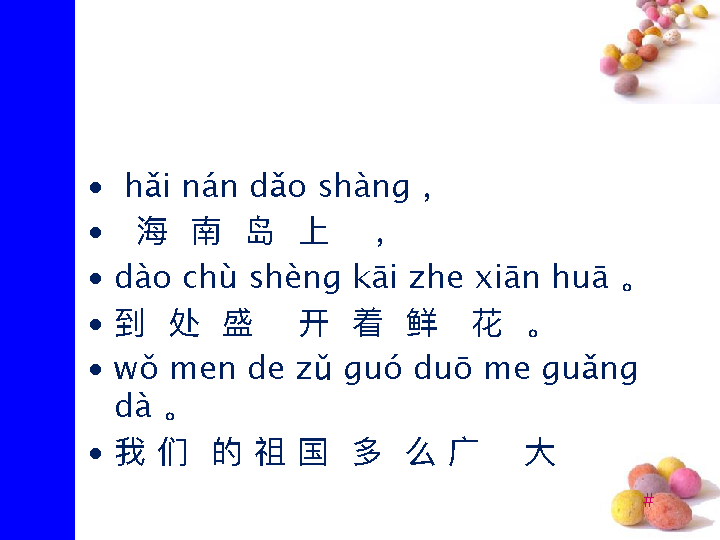 • hǎi nán dǎo shàng ,
• 海 南 岛 上 ，
• dào chù shèng kāi zhe xiān huā 。
• 到 处 盛 开 着 鲜 花 。
• wǒ men de zǔ guó duō me guǎng
dà 。
• 我 们 的 祖 国 多 么 广 大
#